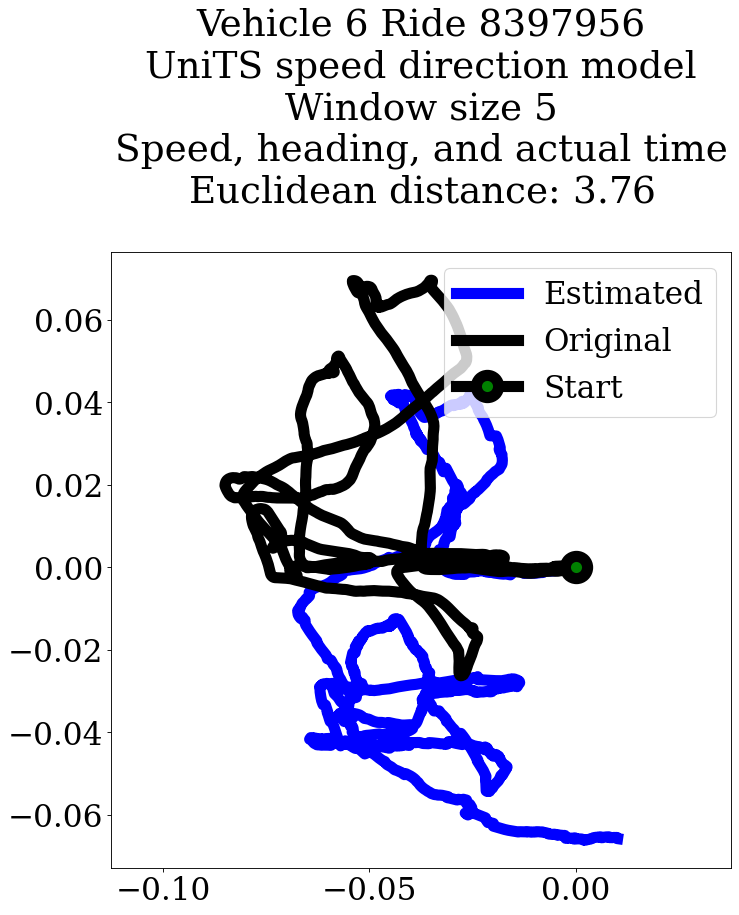 Vehicle 6 Ride 8397956
UniTS speed direction model
Window size 5
Speed, heading, and actual time
Euclidean distance: 3.76
Estimated
Original
Start
0.06
0.04
0.02
0.00
−0.02
−0.04
−0.06
−0.10
−0.05
0.00